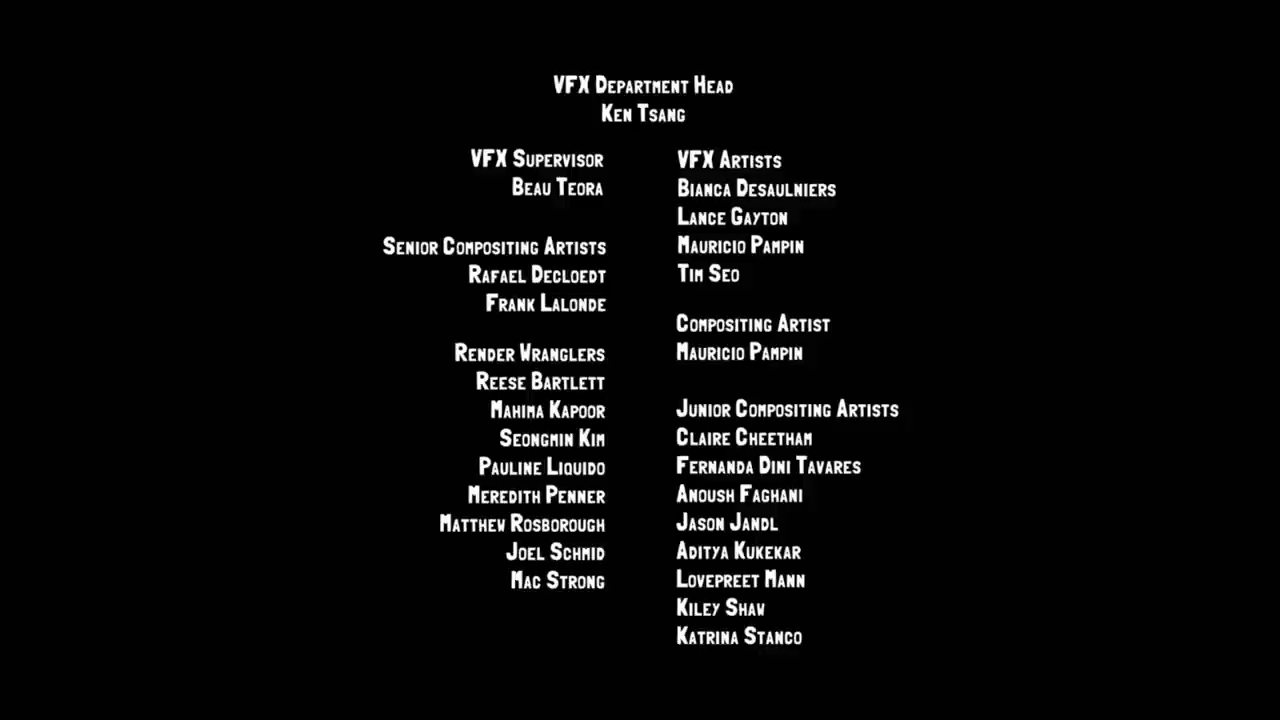 VFX Department Head
Ken Tsang
VFX Supervisor
Beau Teora
Senior Compositing Artists
Rafael Decloedt
Frank Lalonde
Render Wranglers
Reese Bartlett
Mahima Kapoor
Seongmin Kim
Pauline Liquido
Meredith Penner
Matthew Rosborough
Joel Schmid
Mac Strong
VFX Artists
Bianca Desaulniers
Lance Gayton
Mauricio Pampin
Tim Seo
Compositing Artist
Mauricio Pampin
Junior Compositing Artists
Claire Cheetham
Fernanda Dini Tavares
Anoush Faghani
Jason Jandl
Aditya Kukekar
Lovepreet Mann
Kiley Shaw
Katrina Stanco